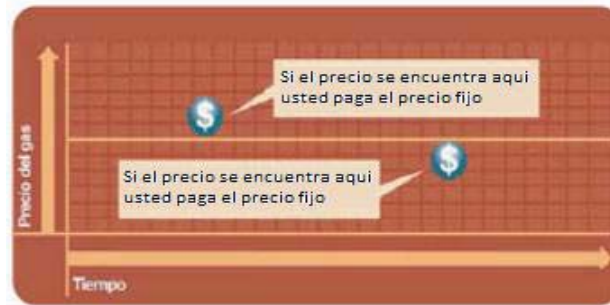 Si el precio se encuentra aqui
usted paga el precio fijo
$
Si el precio se encuentra aqui
usted paga el precio fijo
$
Precio del gas
Tiempo